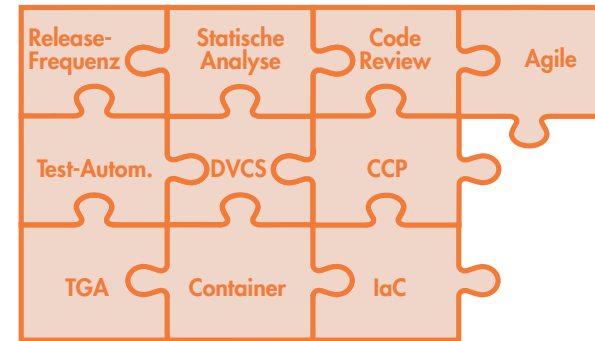 Release-
Frequenz
Statische
Analyse
Code
Review
Agile
Test-Autom.
DVCS
CCP
TGA
Container
IaC